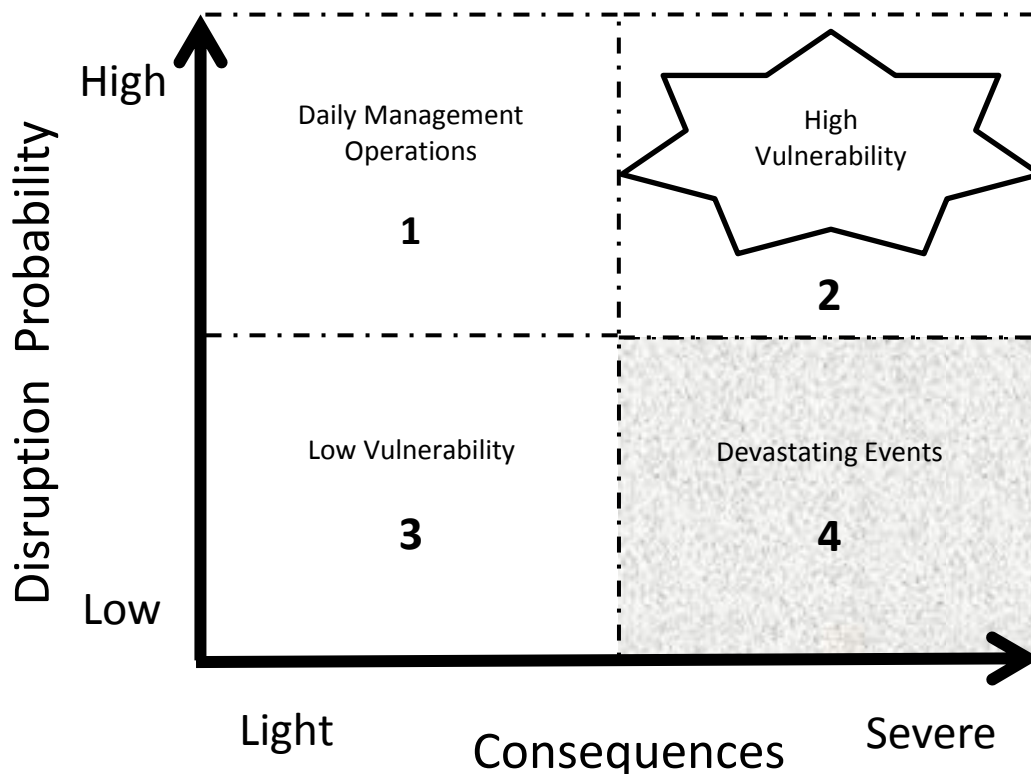 Disruption Probability
High
Low
Daily Management
Operations
1
High
Vulnerability
2
Low Vulnerability
3
Devastating Events
4
Light
Consequences
Severe